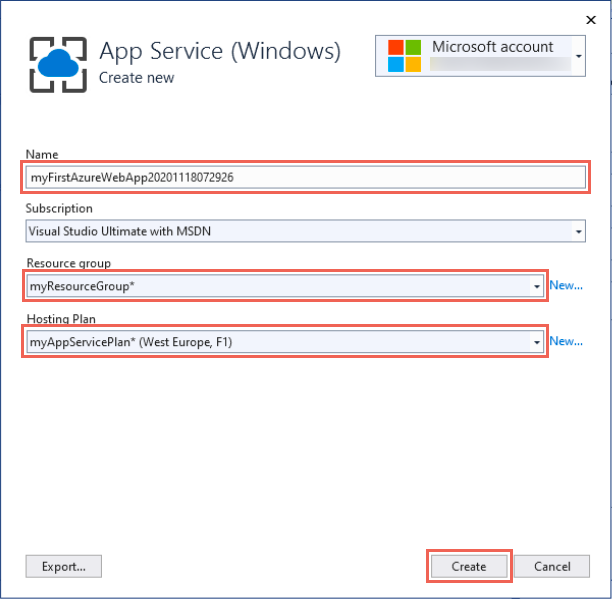 App Service (Windows)
Create new
Microsoft account
Name
myFirstAzureWebApp20201118072926
Subscription
Visual Studio Ultimate with MSDN
Resource group
myResourceGroup*
New...
Hosting Plan
myAppServicePlan* (West Europe, F1)
New...
Export...
Create
Cancel